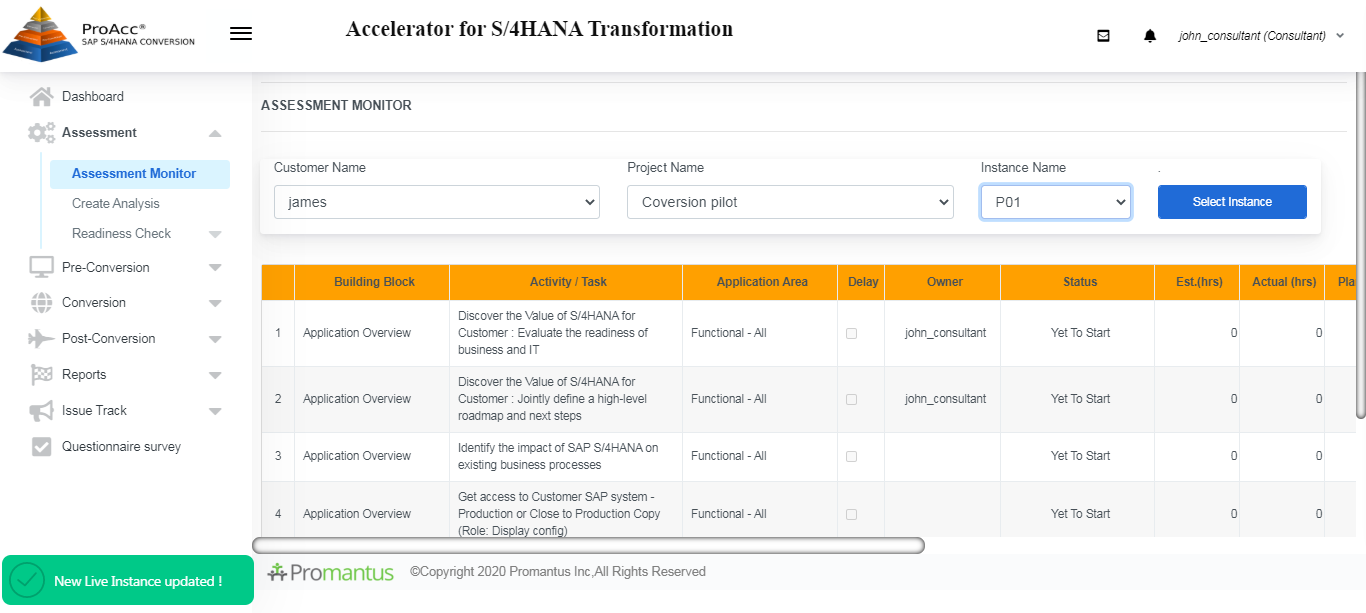 ProAcc®
SAP S/4HANA CONVERSION
Accelerator for S/4HANA Transformation
john_consultant (Consultant)
Dashboard
Assessment
Assessment Monitor
Create Analysis
Readiness Check
Pre-Conversion
Conversion
Post-Conversion
Reports
Issue Track
Questionnaire survey
ASSESSMENT MONITOR
Customer Name Project Name Instance Name .
james Coversion pilot P01 Select Instance
Building Block Activity / Task Application Area Delay Owner Status Est.(hrs) Actual (hrs) Pla
Discover the Value of S/4HANA for
1 Application Overview Customer : Evaluate the readiness of Functional - All john_consultant Yet To Start 0 0
business and IT
Discover the Value of S/4HANA for
2 Application Overview Customer : Jointly define a high-level Functional - All john_consultant Yet To Start 0 0
roadmap and next steps
3 Application Overview Identify the impact of SAP S/4HANA on Functional - All Yet To Start 0 0
existing business processes
Get access to Customer SAP system -
4 Application Overview Production or Close to Production Copy Functional - All Yet To Start 0 0
(Role: Display config)
New Live Instance updated !
Promantus ©Copyright 2020 Promantus Inc,All Rights Reserved